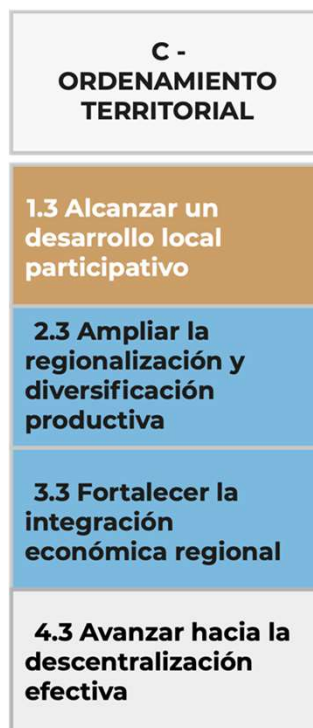 C -
ORDENAMIENTO
TERRITORIAL
1.3 Alcanzar un
desarrollo local
participativo
2.3 Ampliar la
regionalización y
diversificación
productiva
3.3 Fortalecer la
integración
económica regional
4.3 Avanzar hacia la
descentralización
efectiva